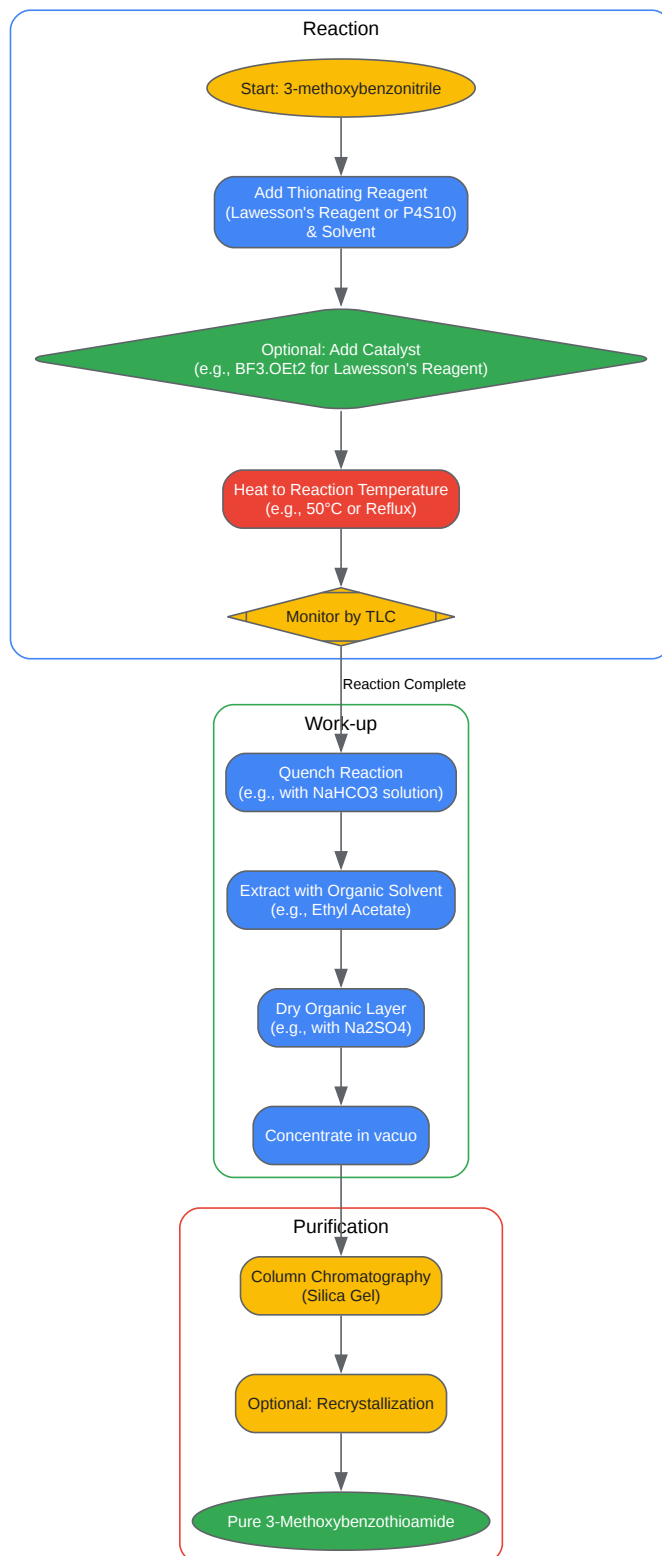 Reaction
Start: 3-methoxybenzonitrile
Add Thionating Reagent
(Lawesson's Reagent or P4S10)
& Solvent
Optional: Add Catalyst
(e.g., BF3.OEt2 for Lawesson's Reagent)
Heat to Reaction Temperature
(e.g., 50°C or Reflux)
Monitor by TLC
Reaction Complete
Work-up
Quench Reaction
(e.g., with NaHCO3 solution)
Extract with Organic Solvent
(e.g., Ethyl Acetate)
Dry Organic Layer
(e.g., with Na2SO4)
Concentrate in vacuo
Purification
Column Chromatography
(Silica Gel)
Optional: Recrystallization
Pure 3-Methoxybenzothioamide